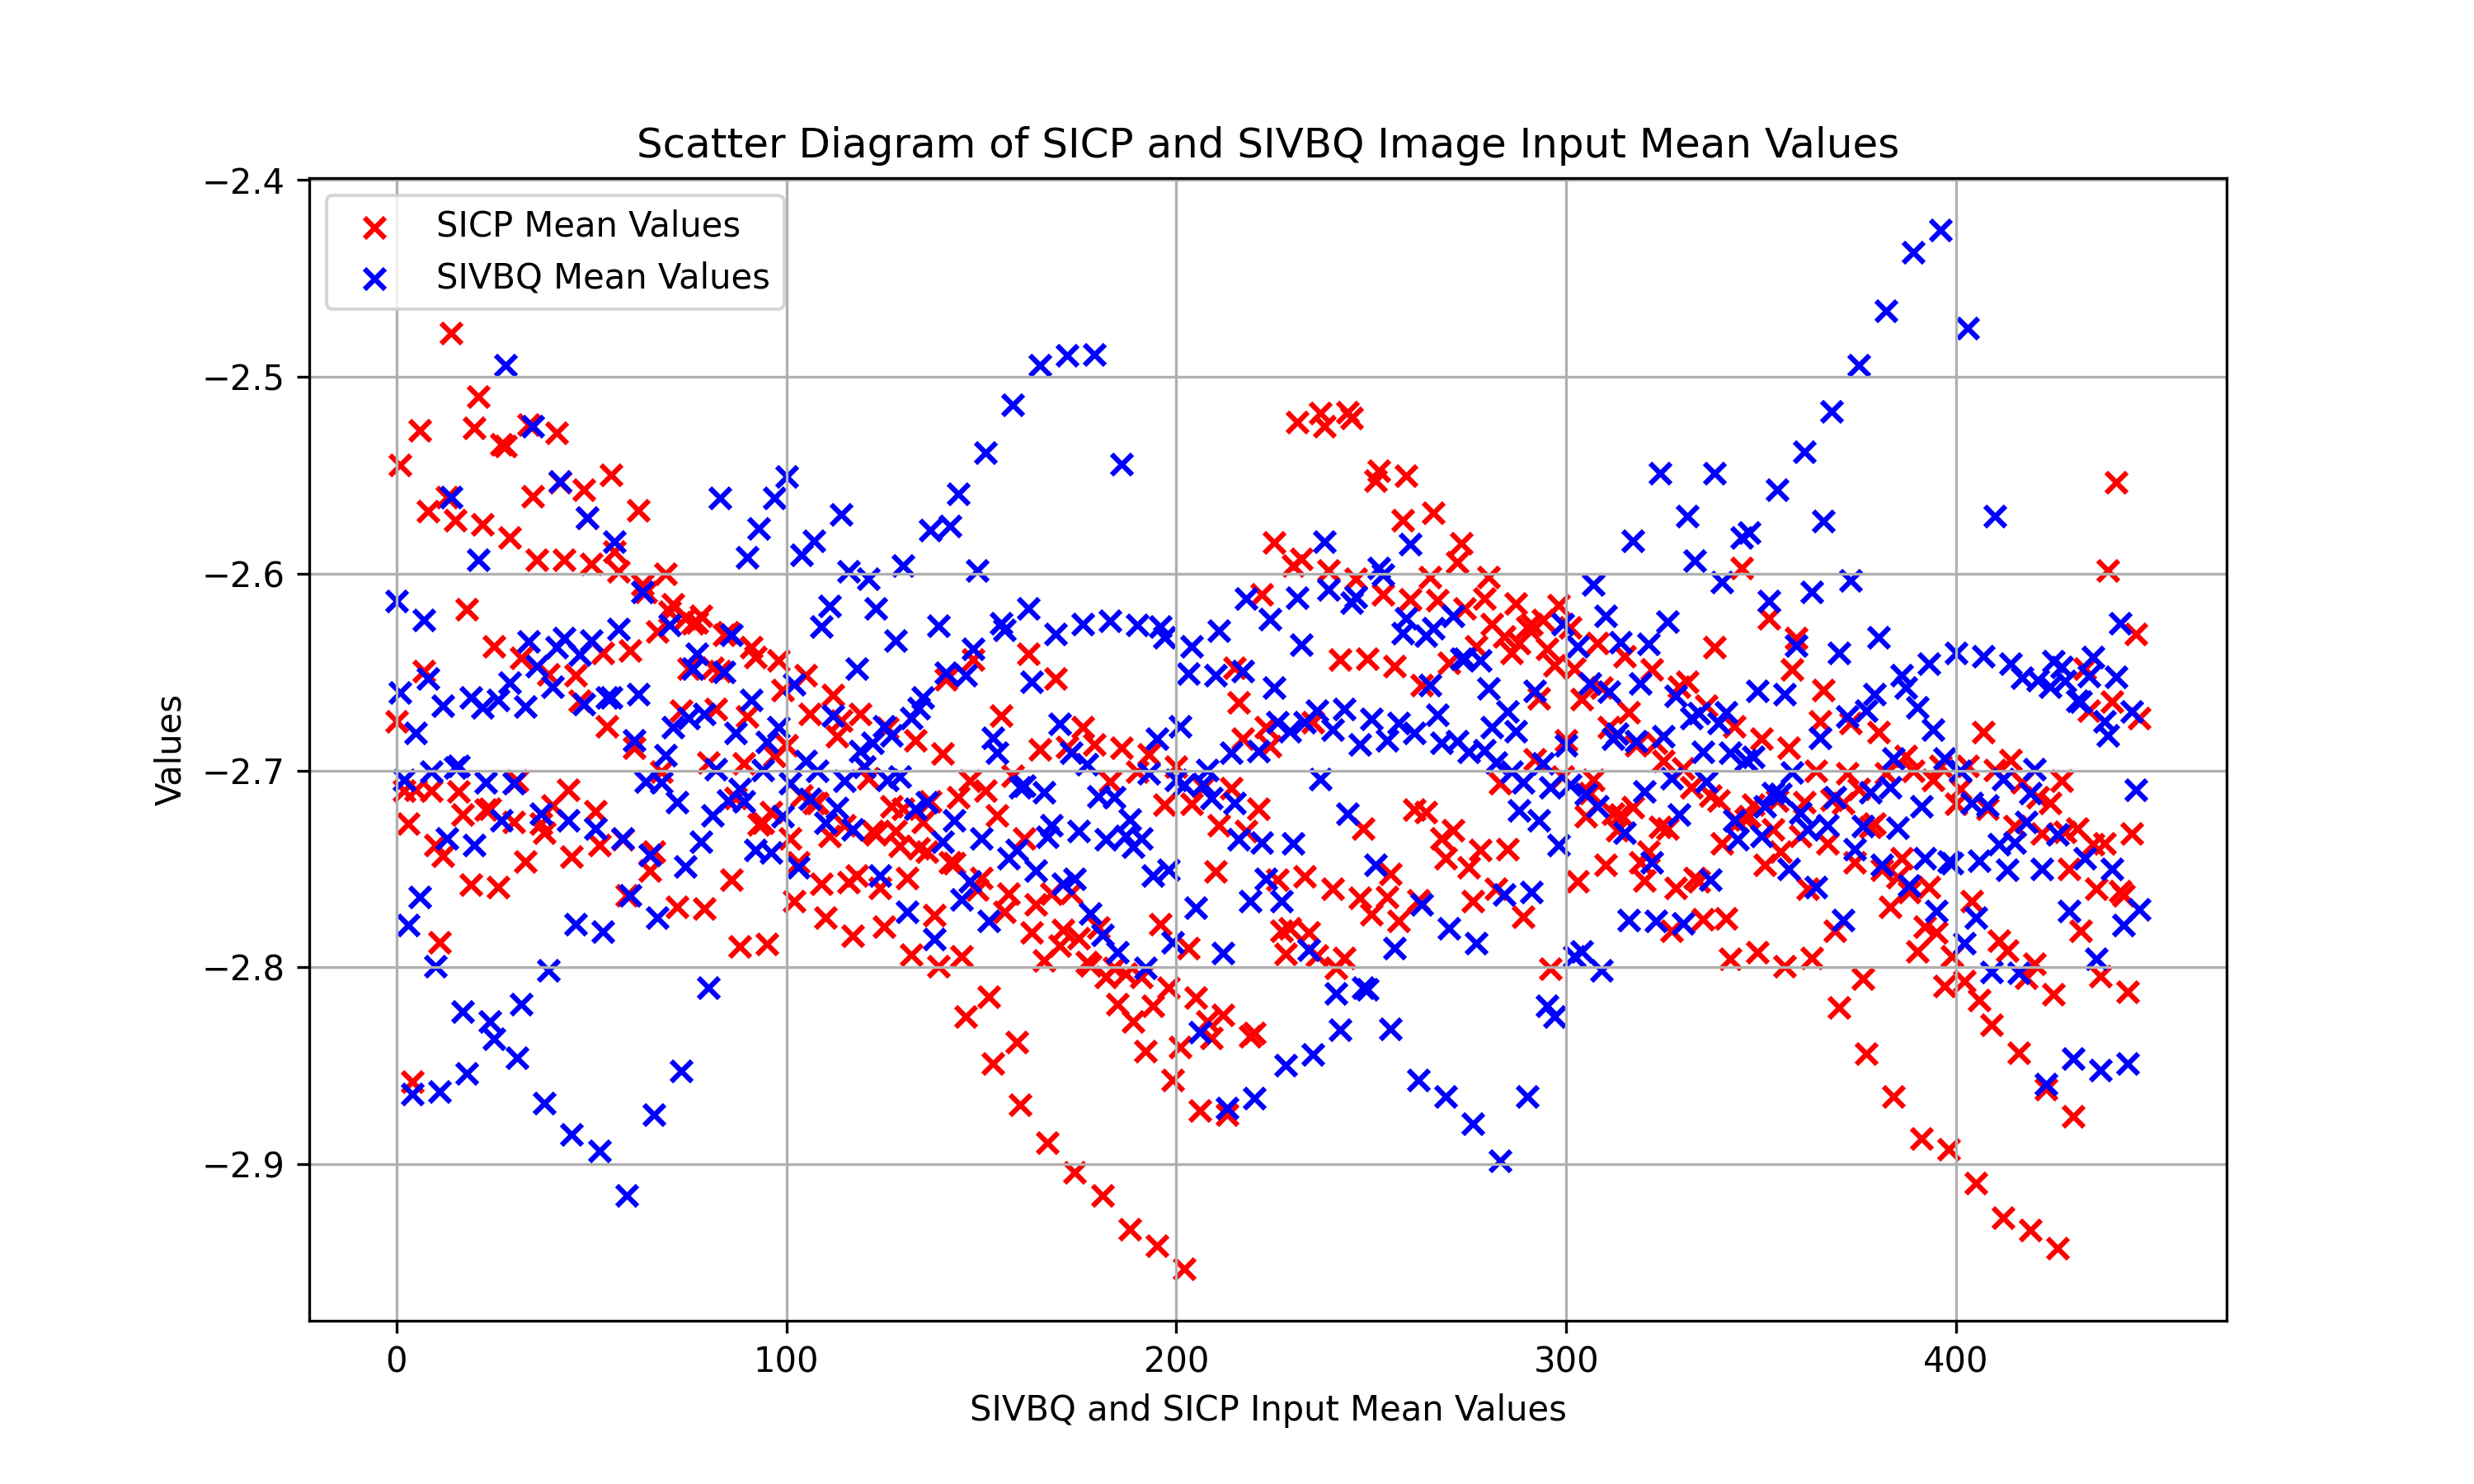 Scatter Diagram of SICP and SIVBQ Image Input Mean Values
SICP Mean Values
SIVBQ Mean Values
Values
−2.4
−2.5
−2.6
−2.7
−2.8
−2.9
0 100 200 300 400
SIVBQ and SICP Input Mean Values